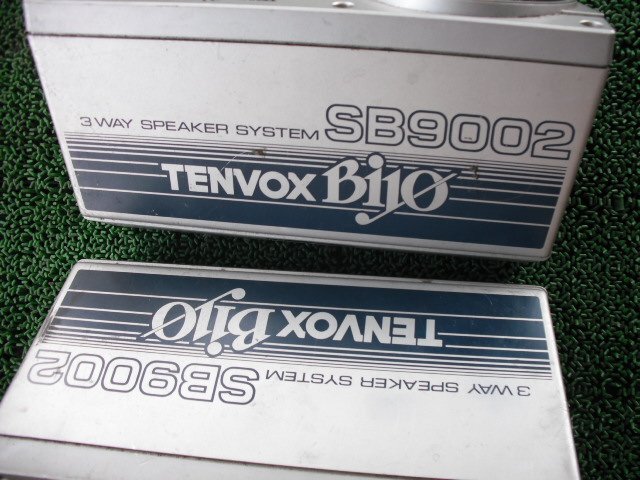 3 WAY SPEAKER SYSTEM SB9002
TENVOX Bijo
TENVOX Bijo
3 WAY SPEAKER SYSTEM SB9002